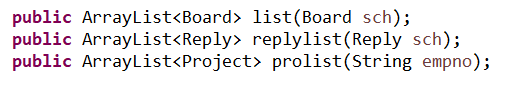 public ArrayList<Board> list(Board sch);
public ArrayList<Reply> replylist(Reply sch);
public ArrayList<Project> prolist(String empno);